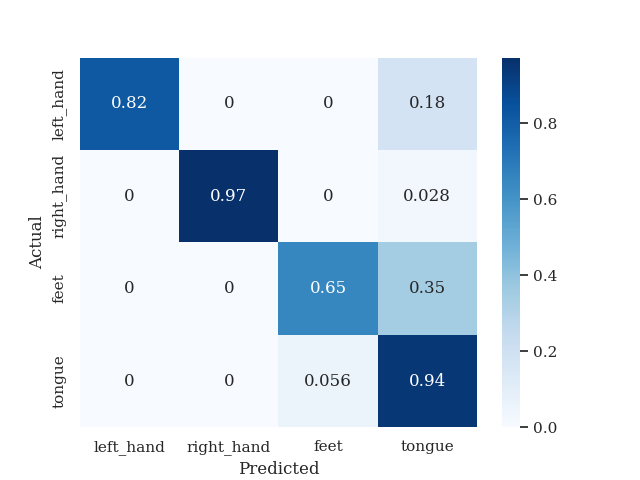 left_hand 0.82 0 0 0.18
right_hand 0 0.97 0 0.028
feet 0 0 0.65 0.35
tongue 0 0 0.056 0.94
left_hand right_hand feet tongue
Predicted
Actual
0.8
0.6
0.4
0.2
0.0